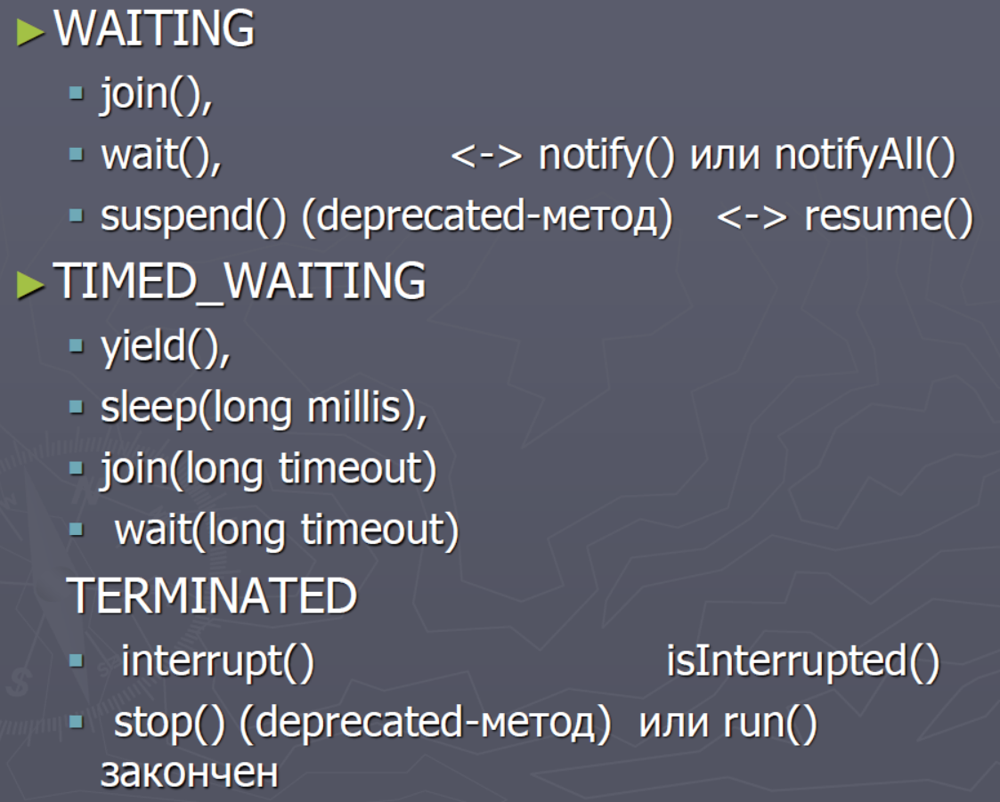 WAITING
join(),
wait(), <-> notify() или notifyAll()
suspend() (deprecated-метод) <-> resume()
TIMED_WAITING
yield(),
sleep(long millis),
join(long timeout)
wait(long timeout)
TERMINATED
interrupt() isInterrupted()
stop() (deprecated-метод) или run()
закончен